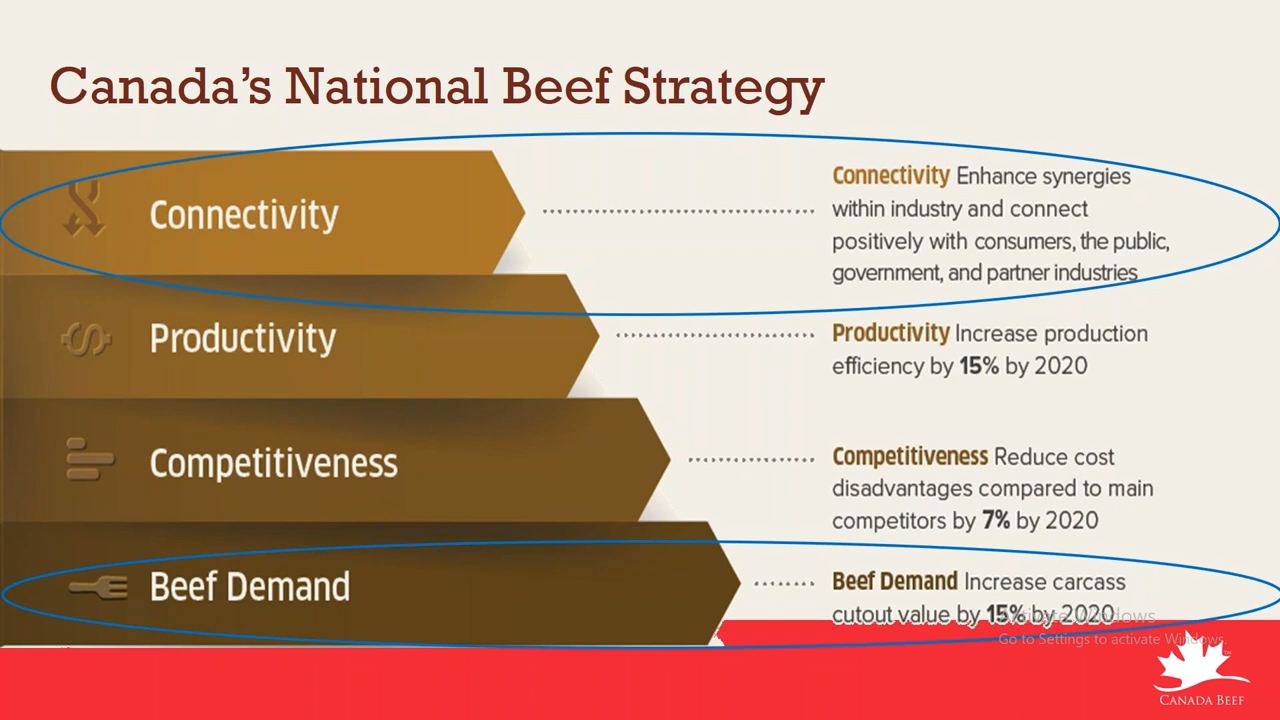 Canada's National Beef Strategy
Connectivity
Connectivity Enhance synergies
within industry and connect
positively with consumers, the public,
government, and partner industries
Productivity
Productivity Increase production
efficiency by 15% by 2020
Competitiveness
Competitiveness Reduce cost
disadvantages compared to main
competitors by 7% by 2020
Beef Demand
Beef Demand Increase carcass
cutout value by 15% by 2020
Activate Windows
Go to Settings to activate Windows.
CANADA BEEF